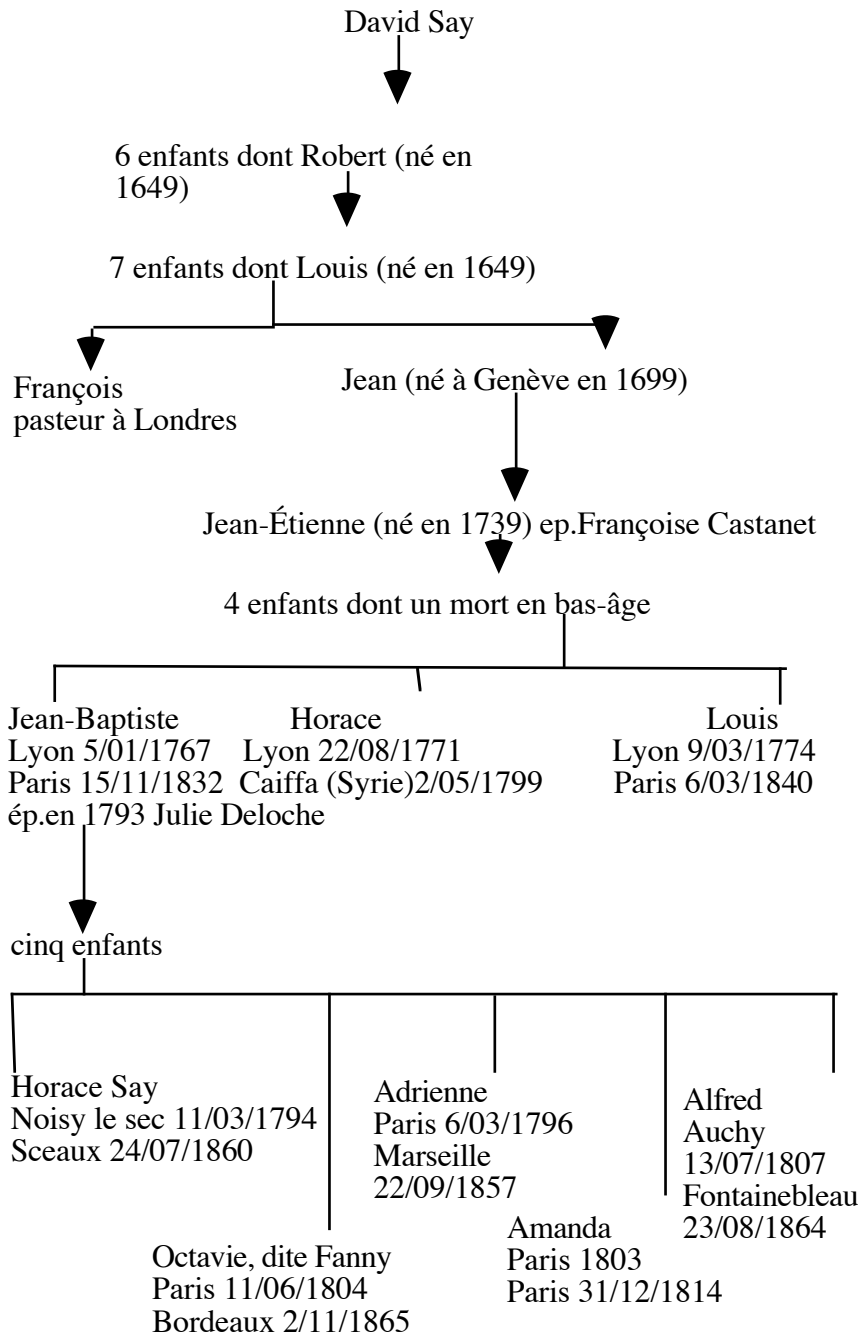 David Say
6 enfants dont Robert (né en
1649)
7 enfants dont Louis (né en 1649)
François
pasteur à Londres
Jean (né à Genève en 1699)
Jean-Étienne (né en 1739) ep.Françoise Castanet
4 enfants dont un mort en bas-âge
Jean-Baptiste
Lyon 5/01/1767
Paris 15/11/1832
ép.en 1793 Julie Deloche
Horace
Lyon 22/08/1771
Caiffa (Syrie)2/05/1799
Louis
Lyon 9/03/1774
Paris 6/03/1840
cinq enfants
Horace Say
Noisy le sec 11/03/1794
Sceaux 24/07/1860
Octavie, dite Fanny
Paris 11/06/1804
Bordeaux 2/11/1865
Adrienne
Paris 6/03/1796
Marseille
22/09/1857
Amanda
Paris 1803
Paris 31/12/1814
Alfred
Auchy
13/07/1807
Fontainebleau
23/08/1864